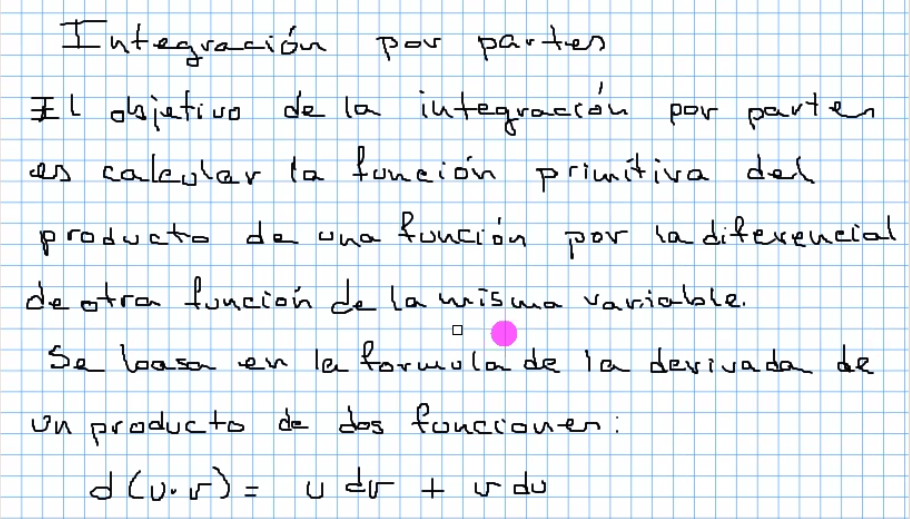 Integración por partes
El objetivo de la integración por partes
es calcular la función primitiva del
producto de una función por la diferencial
de otra función de la misma variable.
Se basa en la formula de la derivada de
un producto de dos funciones:
d(u·v) = u dv + v du